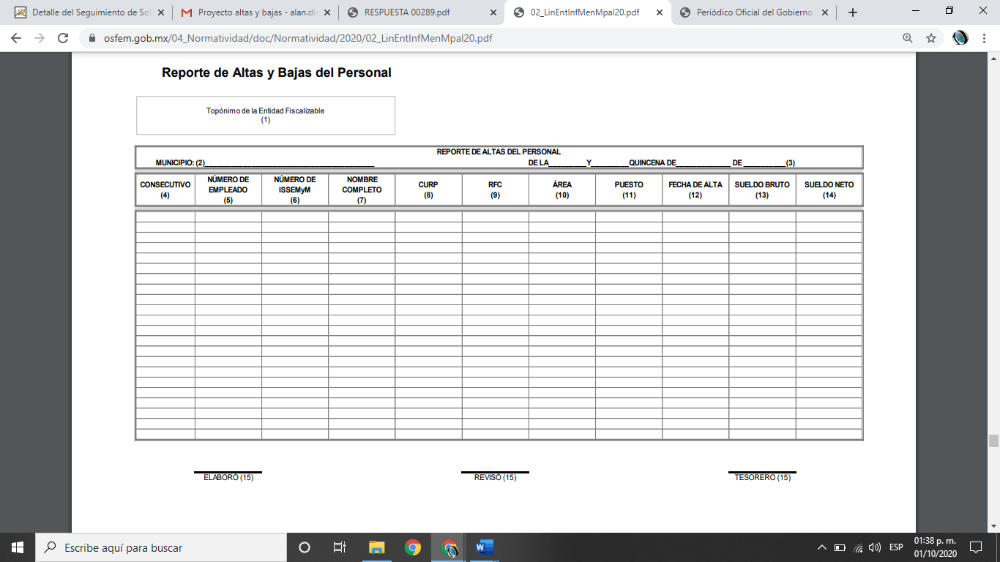 Detalle del Seguimiento de Sol
Proyecto altas y bajas - alan.dia
RESPUESTA 00289.pdf
02_LinEntInfMenMpal20.pdf
Periódico Oficial del Gobierno
osfem.gob.mx/04_Normatividad/doc/Normatividad/2020/02_LinEntInfMenMpal20.pdf
Reporte de Altas y Bajas del Personal
Topónimo de la Entidad Fiscalizable
(1)
REPORTE DE ALTAS DEL PERSONAL
MUNICIPIO: (2)________________________________________ DE LA_________Y_________QUINCENA DE_____________ DE __________(3)
CONSECUTIVO
(4)
NÚMERO DE
EMPLEADO
(5)
NÚMERO DE
ISSEMyM
(6)
NOMBRE
COMPLETO
(7)
CURP
(8)
RFC
(9)
ÁREA
(10)
PUESTO
(11)
FECHA DE ALTA
(12)
SUELDO BRUTO
(13)
SUELDO NETO
(14)
ELABORÓ (15)
REVISÓ (15)
TESORERO (15)
Escribe aquí para buscar
ESP
01:38 p. m.
01/10/2020